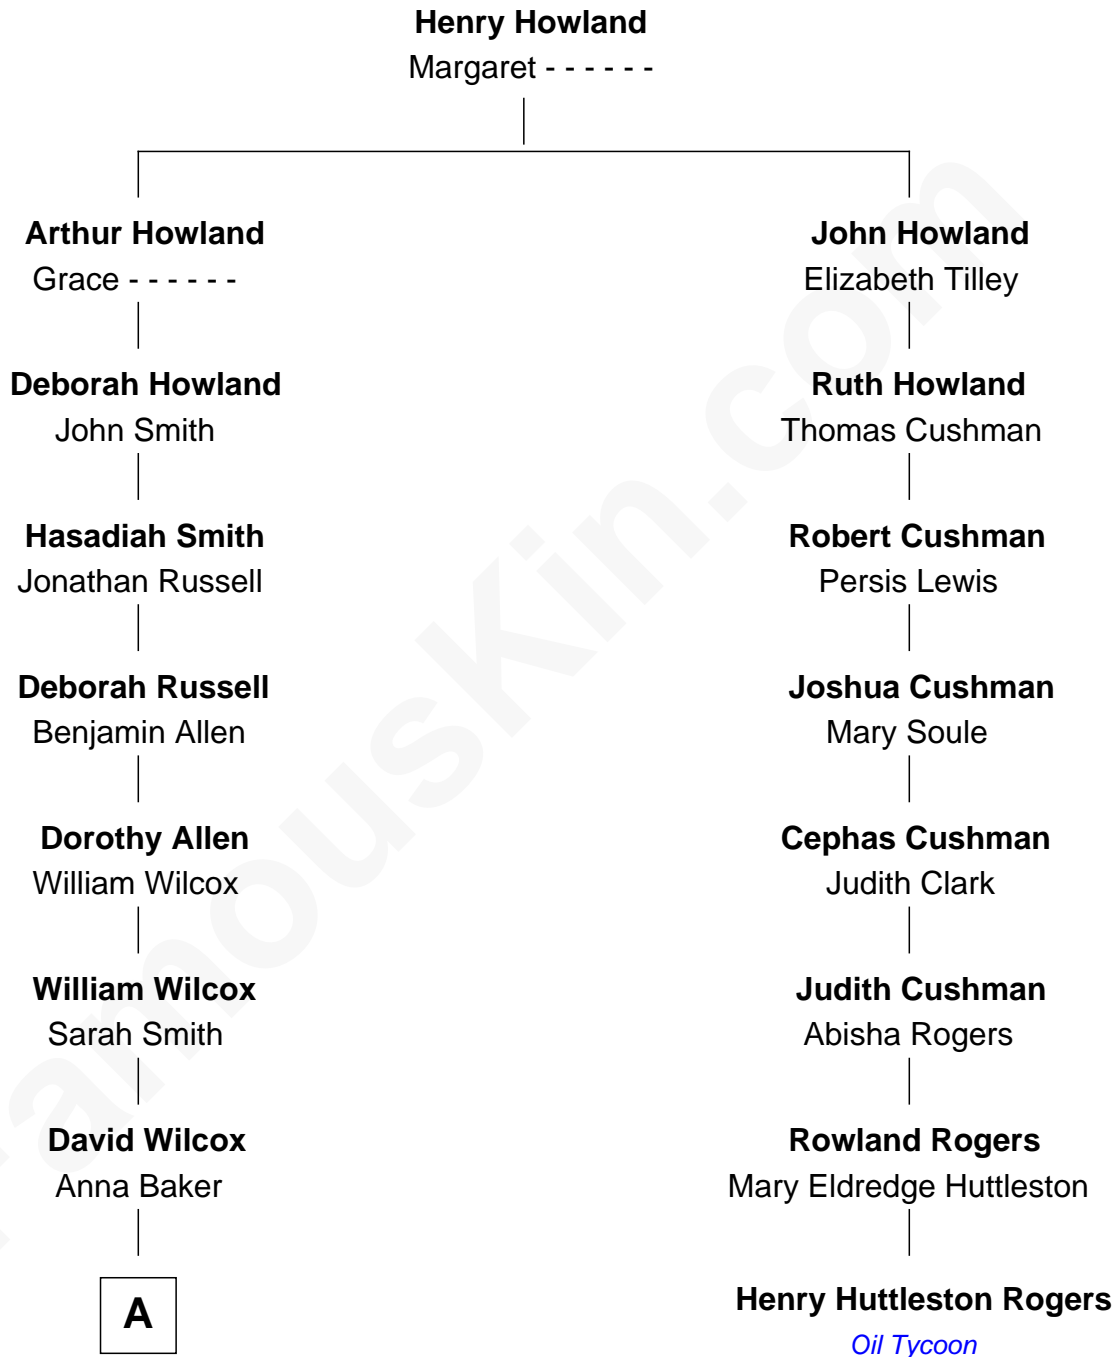 Henry Howland
Margaret - - - - - -
Arthur Howland
Grace - - - - - -
John Howland
Elizabeth Tilley
Deborah Howland
John Smith
Ruth Howland
Thomas Cushman
Hasadiah Smith
Jonathan Russell
Robert Cushman
Persis Lewis
Deborah Russell
Benjamin Allen
Joshua Cushman
Mary Soule
Dorothy Allen
William Wilcox
Cephas Cushman
Judith Clark
William Wilcox
Sarah Smith
Judith Cushman
Abisha Rogers
David Wilcox
Anna Baker
Rowland Rogers
Mary Eldredge Huttleston
A
Henry Huttleston Rogers
Oil Tycoon
FamousKin.com